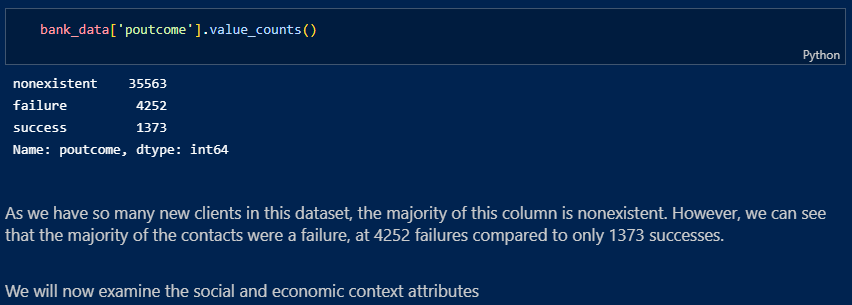 bank_data['poutcome'].value_counts()
Python
nonexistent    35563
failure         4252
success         1373
Name: poutcome, dtype: int64
As we have so many new clients in this dataset, the majority of this column is nonexistent. However, we can see
that the majority of the contacts were a failure, at 4252 failures compared to only 1373 successes.
We will now examine the social and economic context attributes